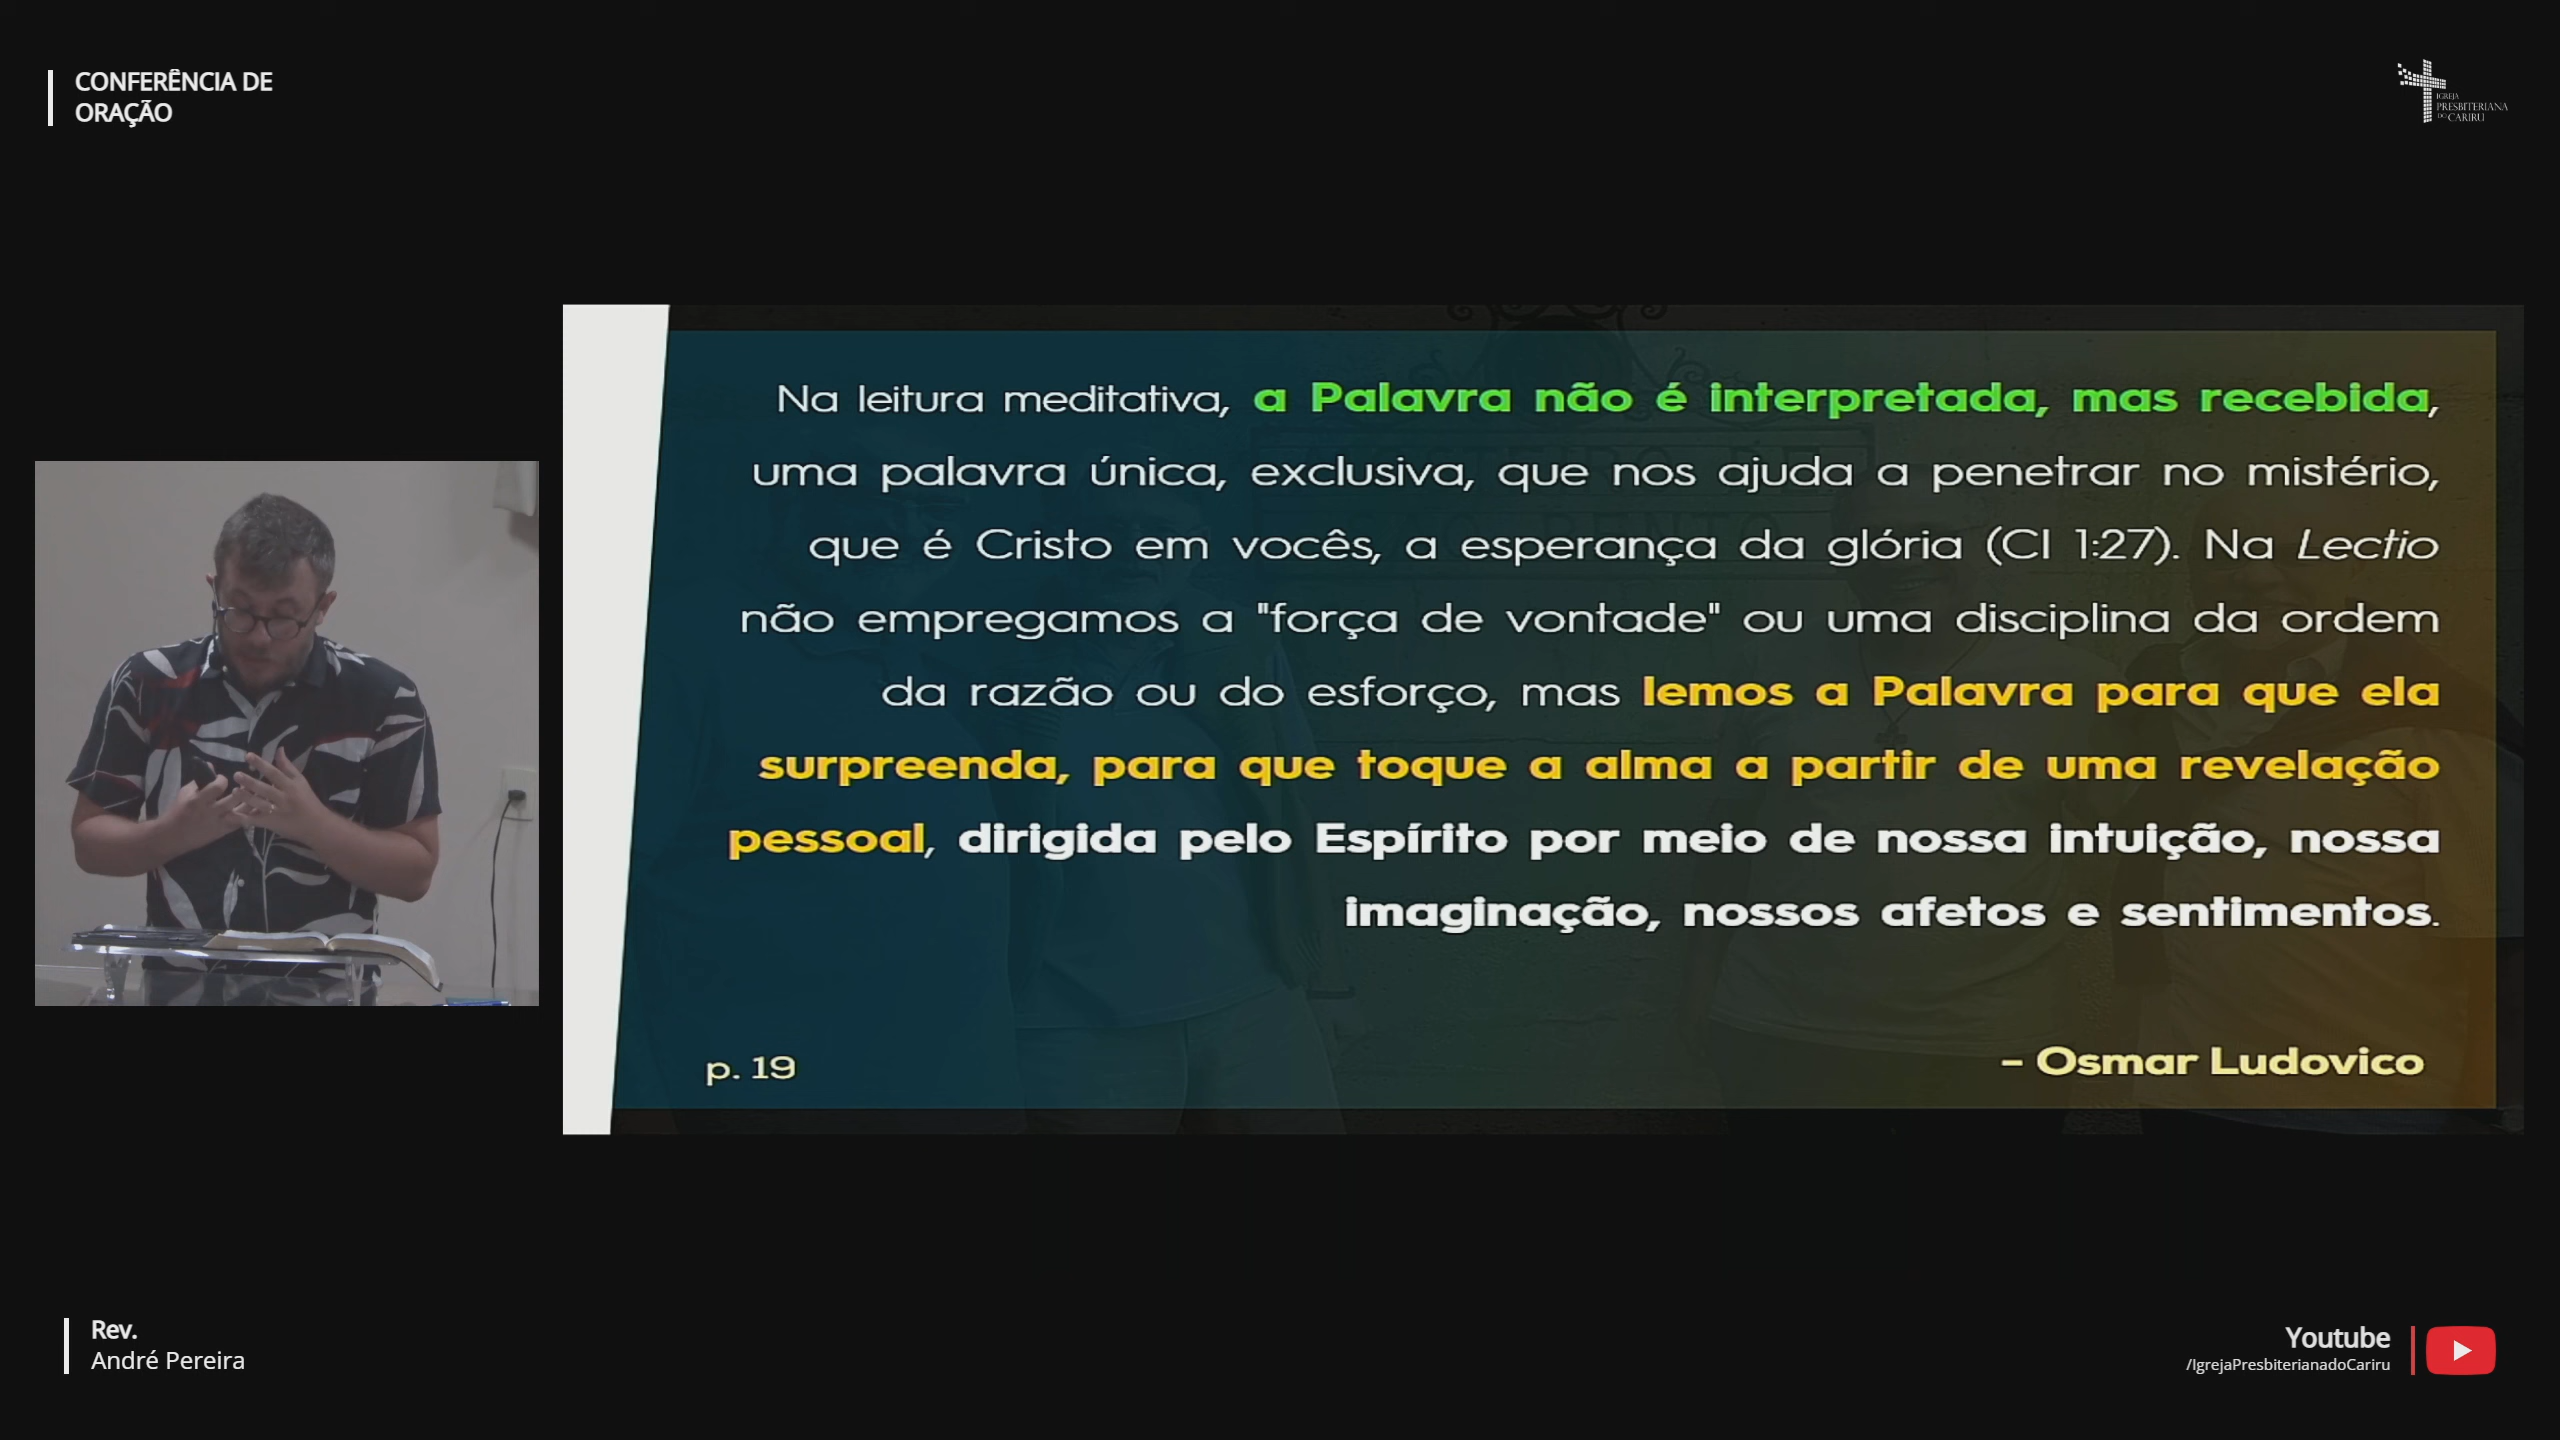 CONFERÊNCIA DE
ORAÇÃO
IGREJA
PRESBITERIANA
DO CARIRU
Na leitura meditativa, a Palavra não é interpretada, mas recebida,
uma palavra única, exclusiva, que nos ajuda a penetrar no mistério,
que é Cristo em vocês, a esperança da glória (Cl 1:27). Na Lectio
não empregamos a "força de vontade" ou uma disciplina da ordem
da razão ou do esforço, mas lemos a Palavra para que ela
surpreenda, para que toque a alma a partir de uma revelação
pessoal, dirigida pelo Espírito por meio de nossa intuição, nossa
imaginação, nossos afetos e sentimentos.
p. 19
– Osmar Ludovico
Rev.
André Pereira
Youtube
/IgrejaPresbiterianadoCariru